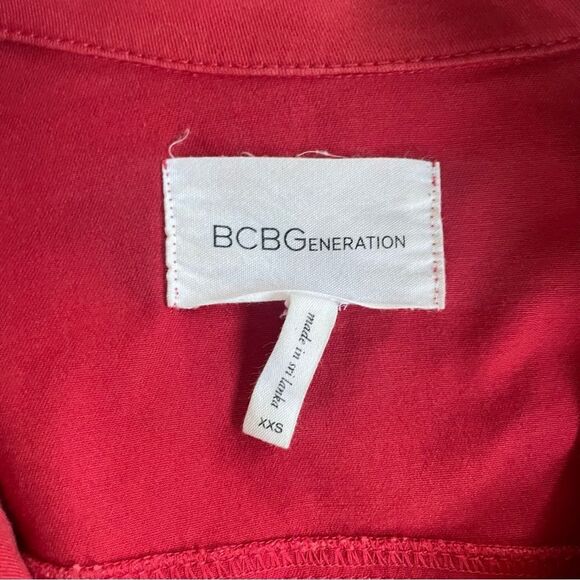 BCBGENERATION
made in sri lanka
XXS